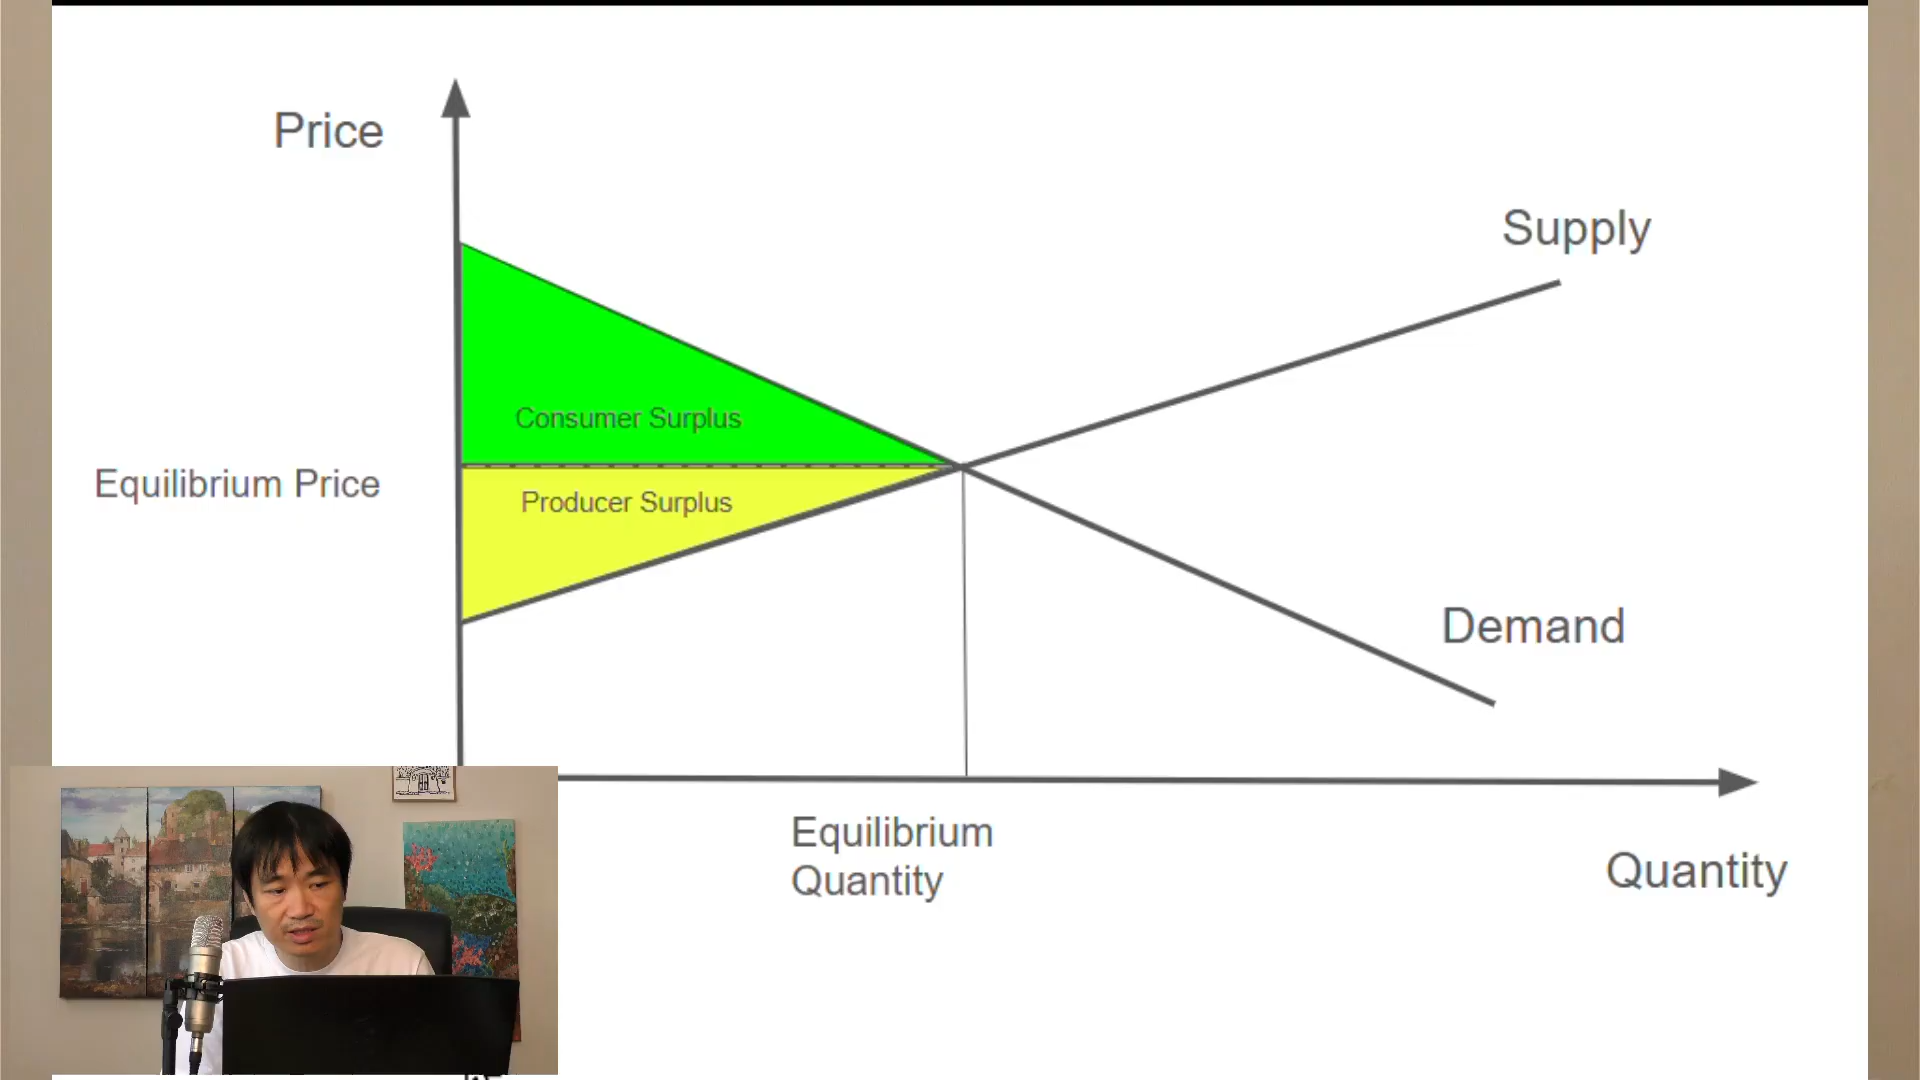 Price
Supply
Consumer Surplus
Equilibrium Price
Producer Surplus
Demand
Equilibrium
Quantity
Quantity